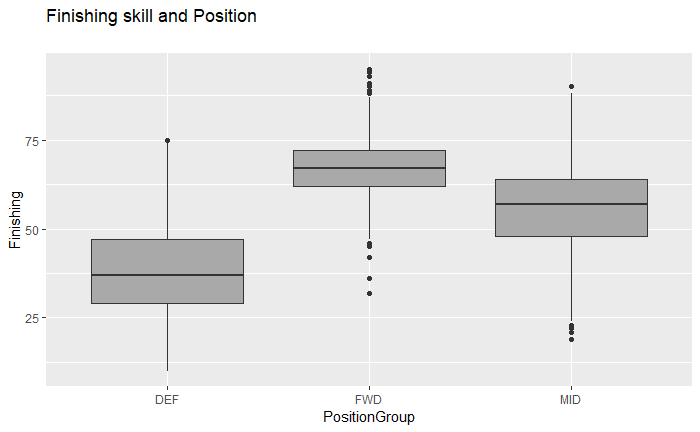 Finishing skill and Position
Finishing
75
50
25
DEF
FWD
MID
PositionGroup